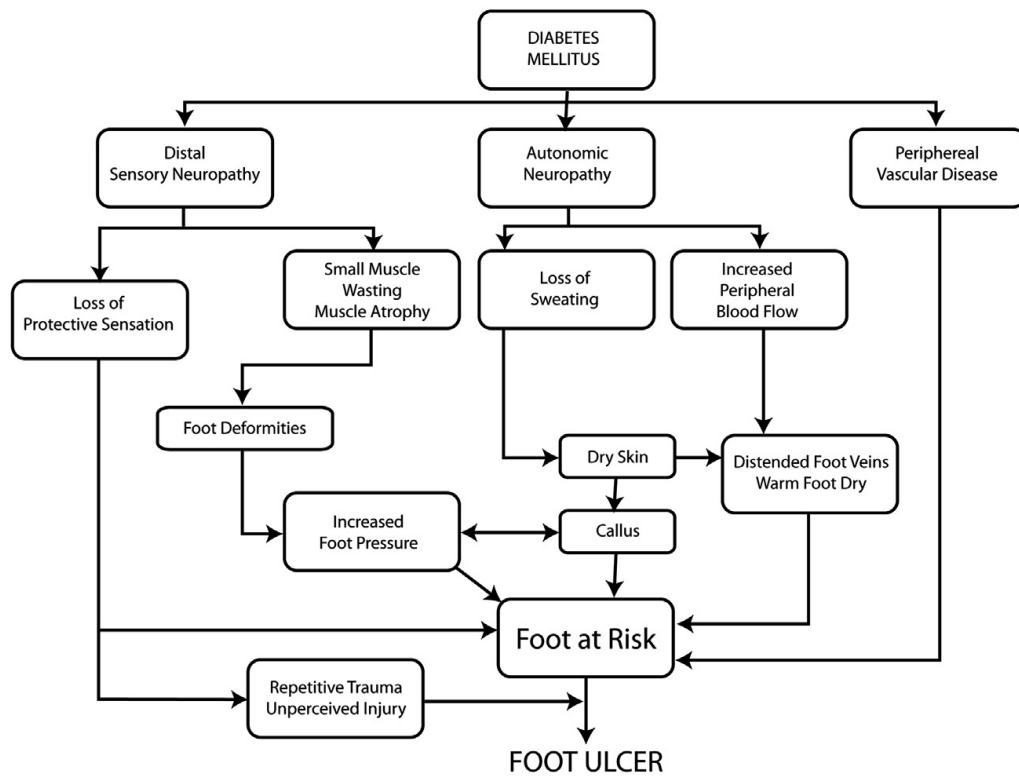 DIABETES
MELLITUS
Distal
Sensory Neuropathy
Autonomic
Neuropathy
Periphereal
Vascular Disease
Loss of
Protective Sensation
Small Muscle
Wasting
Muscle Atrophy
Loss of
Sweating
Increased
Peripheral
Blood Flow
Foot Deformities
Dry Skin
Distended Foot Veins
Warm Foot Dry
Increased
Foot Pressure
Callus
Foot at Risk
Repetitive Trauma
Unperceived Injury
FOOT ULCER